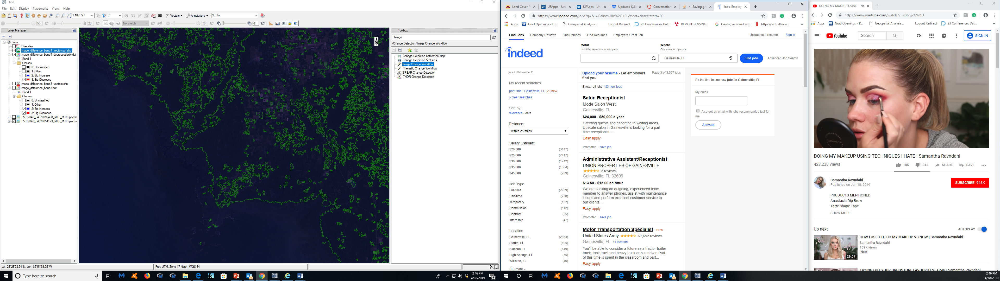 ENVI
File Edit Display Placemarks Vectors Views Help
1:187,727 0° Vectors Annotations Go To
50 20 No stretch 10 0
Layer Manager
View
Overview
image_difference_band4_vectors.prj.shp
image_difference_band4_decreasedonly.dat
Band 1
Classes
0: Unclassified
1: Other
2: Big Increase
3: Big Decrease
image_difference_band3_vectors.shp
image_difference_band3.dat
Band 1
Classes
0: Unclassified
1: Other
2: Big Increase
3: Big Decrease
L5017040_04020090408_MTL_MultiSpectra
L5017040_04020051123_MTL_MultiSpectra
N
Toolbox
change
/Change Detection/Image Change Workflow
Change Detection Difference Map
Change Detection Statistics
Image Change Workflow
Thematic Change Workflow
SPEAR Change Detection
THOR Change Detection
Lat: 29°26'28.54"N, Lon: 82°51'59.25"W
Proj: UTM, Zone 17 North, WGS-84
Type here to search
2:46 PM
4/18/2019
22
Land Cover P
UFApps - Uni
UFApps - Uni
Updated Syll
Conversation
r - Saving gr
Jobs, Employ
https://www.indeed.com/jobs?q=&l=Gainesville%2C+FL&sort=date&start=20
Apps Grad Openings » D... Geospatial Analysis... Logout Redirect 23 Conferences Dat... REMOTE SENSING... Create, view and ed... https://virtuallearn... »
Find Jobs Company Reviews Find Salaries Find Resumes Employers / Post Job
Upload your resume Sign in
indeed
What
Job title, keywords, or company
Where
City, state, or zip code
Gainesville, FL
Find jobs
Advanced Job Search
jobs in Gainesville, FL
My recent searches
part-time - Gainesville, FL 29 new
» clear searches
Sort by:
relevance - date
Distance:
within 25 miles
Salary Estimate
$20,000 (3147)
$25,000 (2417)
$30,000 (1742)
$35,000 (1364)
$45,000 (769)
Job Type
Full-time (2939)
Part-time (738)
Temporary (132)
Commission (112)
Contract (55)
Internship (47)
Location
Gainesville, FL (2863)
Starke, FL (195)
Alachua, FL (149)
High Springs, FL (75)
Williston, FL (46)
+ more »
Upload your resume - Let employers
find you
Page 3 of 3,557 jobs
Show: all jobs - 83 new jobs
Salon Receptionist
Mode Salon West
Gainesville, FL
$24,000 - $50,000 a year
Greeting guests and escorting to waiting areas.
Upscale salon in Gainesville is looking for a part
time receptionist....
Easy apply
Promoted save job
Administrative Assistant/Receptionist
UNION PROPERTIES OF GAINESVILLE
2 reviews
Gainesville, FL 32606
$13.50 - $15.00 an hour
We are seeking an outgoing, experienced team
member to answer phones, assist with maintenance
issues and perform excellent customer service to
our clients....
Easy apply
Promoted save job
Motor Transportation Specialist - new
United States Army 67,692 reviews
Gainesville, FL +1 location
You'll be able to consider a future as a tractor-trailer
truck, tank truck and heavy truck or bus driver. Part
of this time is spent in the classroom and part...
Easy apply
Be the first to see new jobs in Gainesville, FL
My email:
Also get an email with jobs recommended just for
me
Activate
DOING MY MAKEUP USING
https://www.youtube.com/watch?v=c8tvvjcCW4U
Apps Grad Openings » D... Geospatial Analysis... Logout Redirect 23 Conferences Dat... »
YouTube
Search
SIGN IN
DOING MY MAKEUP USING TECHNIQUES I HATE | Samantha Ravndahl
427,238 views
18K 313 SHARE SAVE
Samantha Ravndahl
Published on Jan 18, 2019
SUBSCRIBE 943K
PRODUCTS MENTIONED
Anastasia Dip Brow
Tarte Shape Tape
SHOW MORE
Up next
AUTOPLAY
HOW I USED TO DO MY MAKEUP VS NOW | Samantha Ravndahl
Samantha Ravndahl
169K views
New
29:07
TRYING OUT YOUR DRUGSTORE FAVOURITES...OMG | Samantha Ravndahl
2:46 PM
4/18/2019